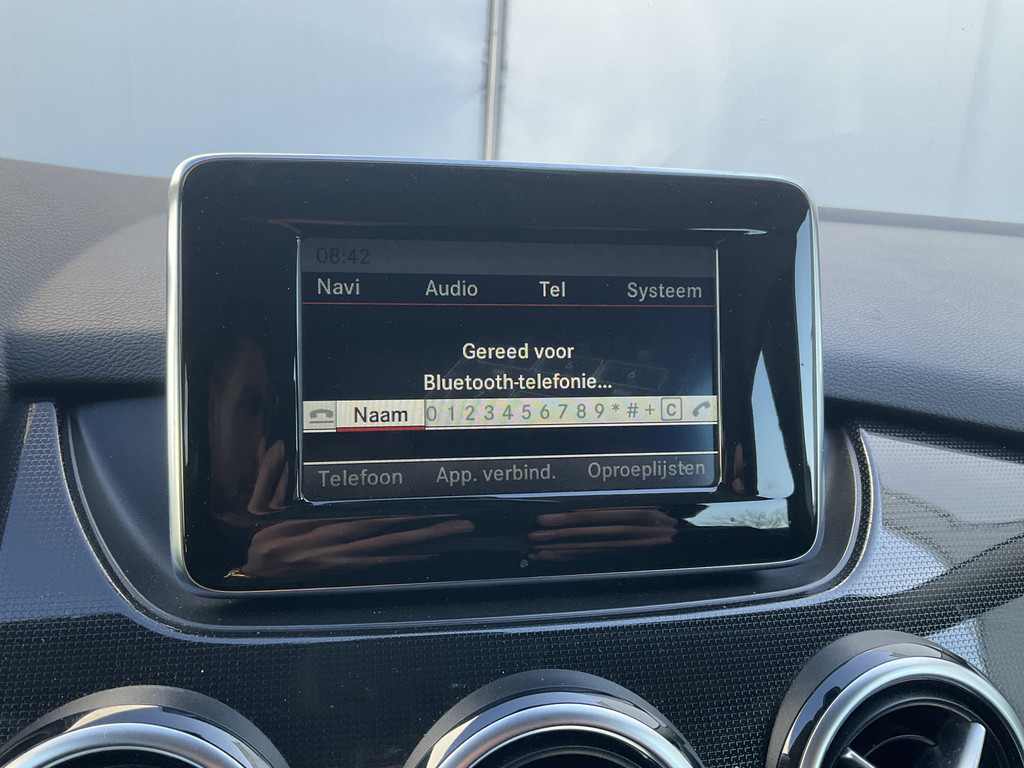 08:42
Navi Audio Tel Systeem
Gereed voor
Bluetooth-telefonie...
Naam 0 1 2 3 4 5 6 7 8 9 * # + C
Telefoon App. verbind. Oproeplijsten